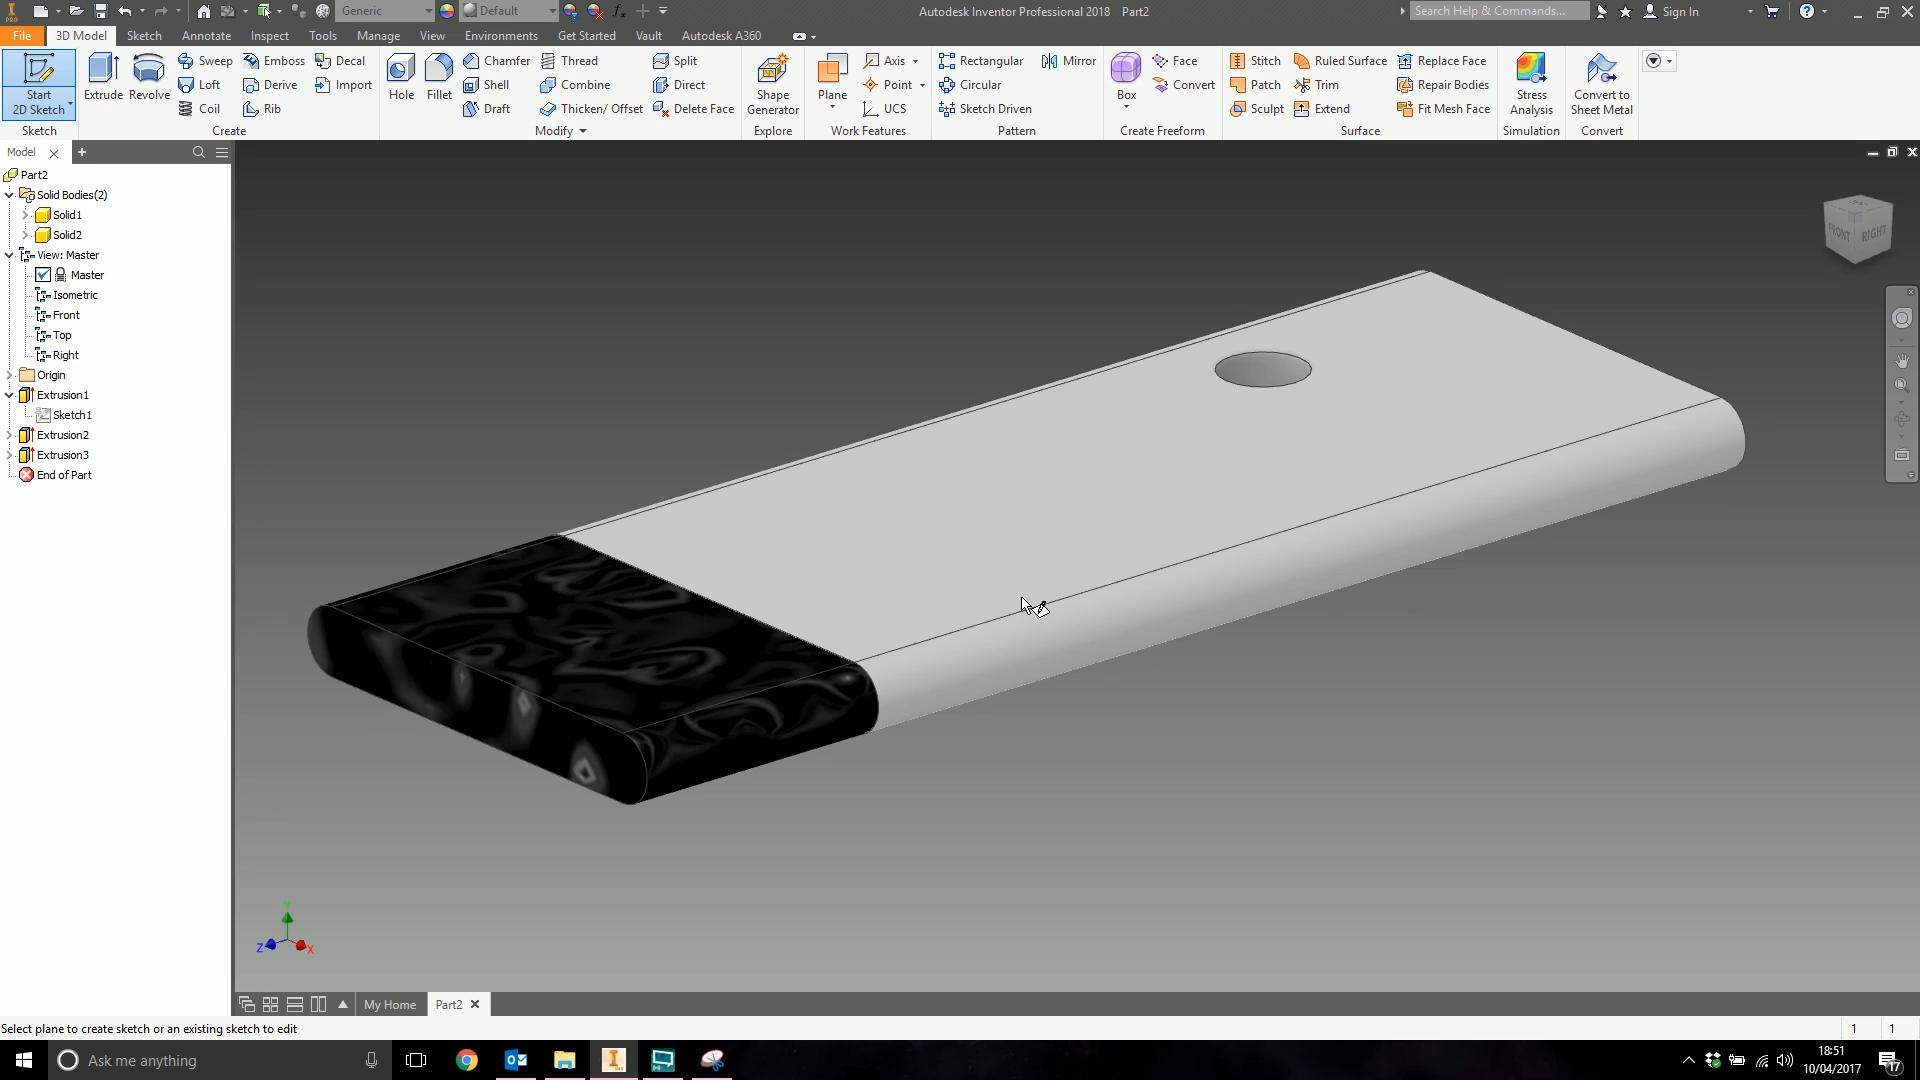 Generic
Default
Autodesk Inventor Professional 2018 Part2
Search Help & Commands...
Sign In
File 3D Model Sketch Annotate Inspect Tools Manage View Environments Get Started Vault Autodesk A360
Start
2D Sketch
Sketch
Extrude Revolve
Sweep Emboss Decal
Loft Derive Import
Coil Rib
Create
Hole Fillet
Chamfer Thread Split
Shell Combine Direct
Draft Thicken/ Offset Delete Face
Modify
Shape
Generator
Explore
Plane
Axis
Point
UCS
Work Features
Rectangular Mirror
Circular
Sketch Driven
Pattern
Box
Face
Convert
Create Freeform
Stitch Ruled Surface Replace Face
Patch Trim Repair Bodies
Sculpt Extend Fit Mesh Face
Surface
Stress
Analysis
Simulation
Convert to
Sheet Metal
Convert
Model
Part2
Solid Bodies(2)
Solid1
Solid2
View: Master
Master
Isometric
Front
Top
Right
Origin
Extrusion1
Sketch1
Extrusion2
Extrusion3
End of Part
FRONT RIGHT
Y
Z X
My Home Part2
Select plane to create sketch or an existing sketch to edit
1 1
Ask me anything
18:51
10/04/2017
17